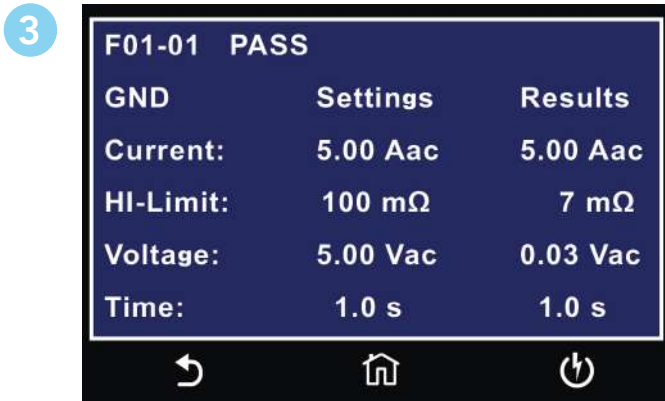 3
F01-01 PASS
GND Settings Results
Current: 5.00 Aac 5.00 Aac
HI-Limit: 100 mΩ 7 mΩ
Voltage: 5.00 Vac 0.03 Vac
Time: 1.0 s 1.0 s